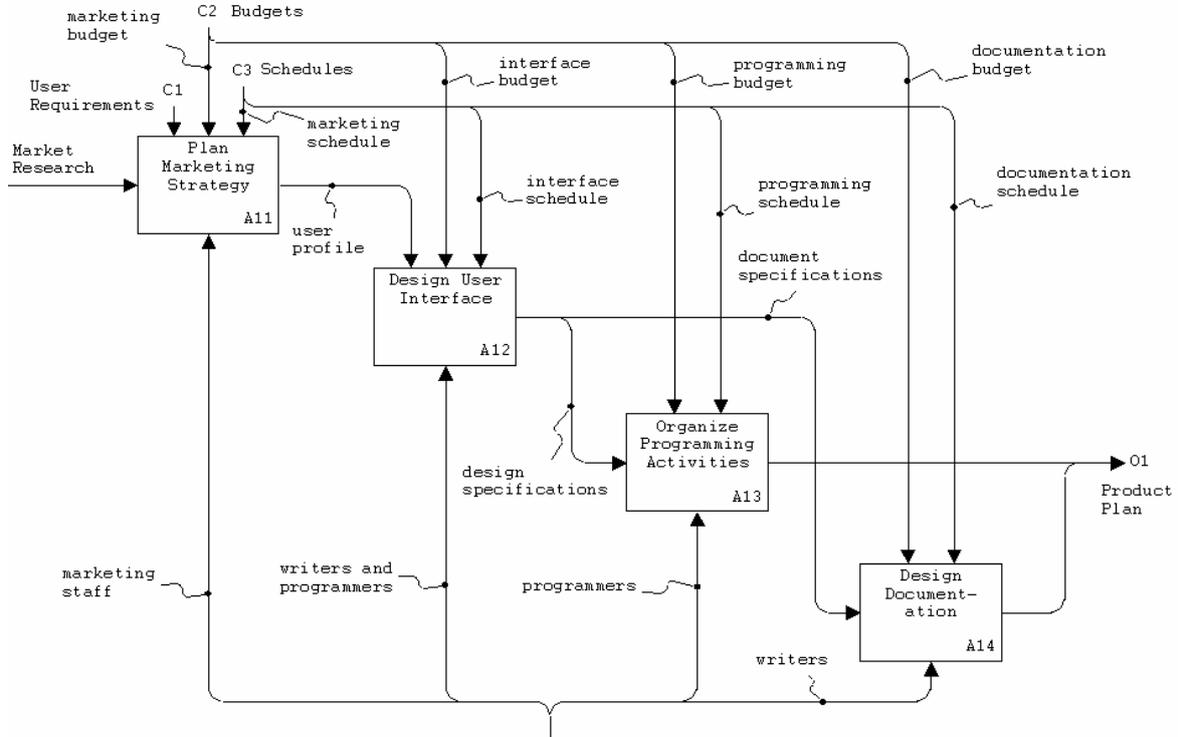 marketing
budget
C2 Budgets
C3 Schedules
User
Requirements
C1
interface
budget
programming
budget
documentation
budget
marketing
schedule
Market
Research
Plan
Marketing
Strategy
A11
user
profile
interface
schedule
programming
schedule
documentation
schedule
document
specifications
Design User
Interface
A12
design
specifications
Organize
Programming
Activities
A13
O1
Product
Plan
marketing
staff
writers and
programmers
programmers
Design
Document-
ation
A14
writers